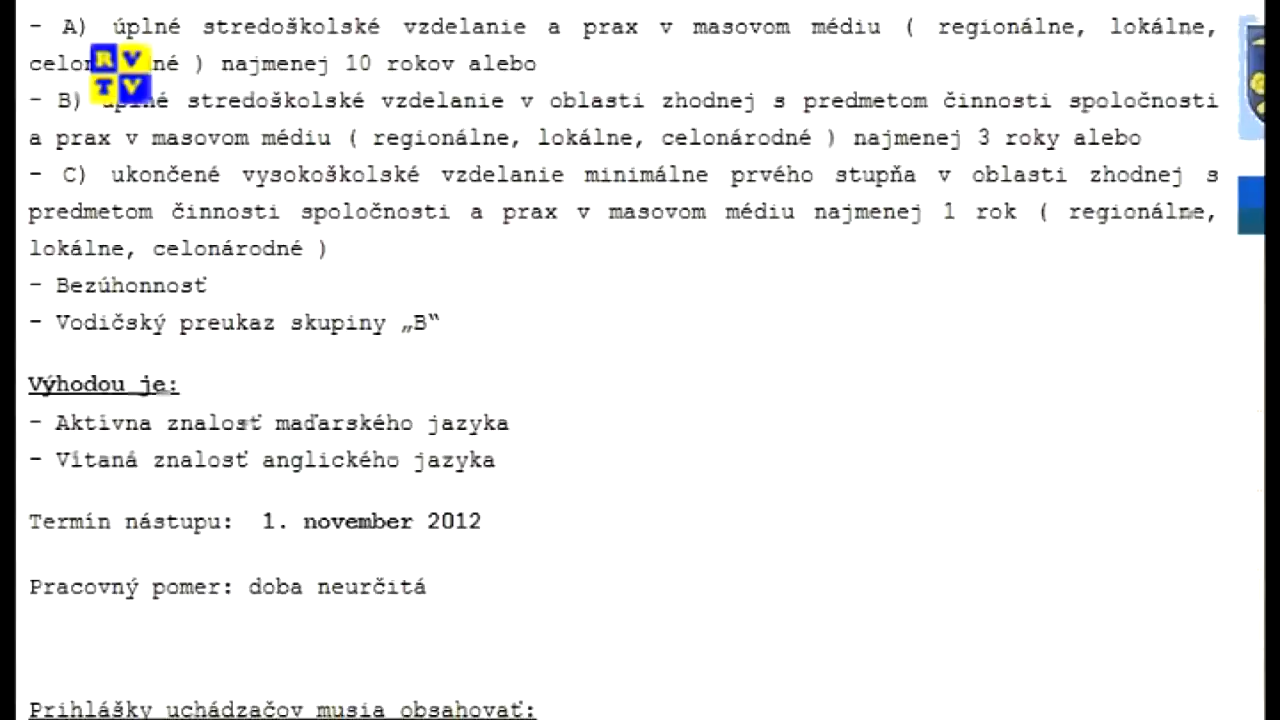 - A) úplné stredoškolské vzdelanie a prax v masovom médiu ( regionálne, lokálne,
né ) najmenej 10 rokov alebo
RV
TV
- B) úplné stredoškolské vzdelanie v oblasti zhodnej s predmetom činnosti spoločnosti
a prax v masovom médiu ( regionálne, lokálne, celonárodné ) najmenej 3 roky alebo
- C) ukončené vysokoškolské vzdelanie minimálne prvého stupňa v oblasti zhodnej s
predmetom činnosti spoločnosti a prax v masovom médiu najmenej 1 rok ( regionálne,
lokálne, celonárodné )
- Bezúhonnosť
- Vodičský preukaz skupiny „B“
Výhodou je:
- Aktívna znalosť maďarského jazyka
- Vítaná znalosť anglického jazyka
Termín nástupu: 1. november 2012
Pracovný pomer: doba neurčitá
Prihlášky uchádzačov musia obsahovať: